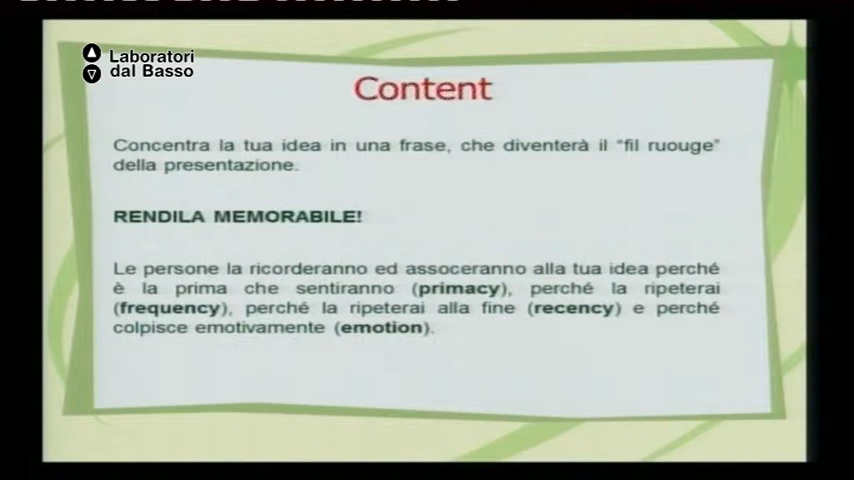 Laboratori
dal Basso
Content
Concentra la tua idea in una frase, che diventerà il “fil ruouge”
della presentazione.
RENDILA MEMORABILE!
Le persone la ricorderanno ed assoceranno alla tua idea perché
è la prima che sentiranno (primacy), perché la ripeterai
(frequency), perché la ripeterai alla fine (recency) e perché
colpisce emotivamente (emotion).